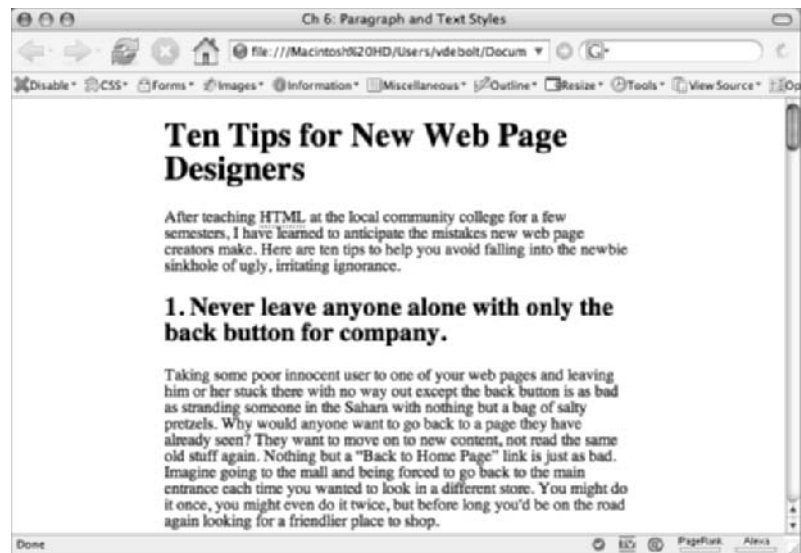 Ch 6: Paragraph and Text Styles
file:///Macintosh%20HD/Users/vdebolt/Docum
Disable CSS Forms Images Information Miscellaneous Outline Resize Tools View Source Op
Ten Tips for New Web Page
Designers
After teaching HTML at the local community college for a few
semesters, I have learned to anticipate the mistakes new web page
creators make. Here are ten tips to help you avoid falling into the newbie
sinkhole of ugly, irritating ignorance.
1. Never leave anyone alone with only the
back button for company.
Taking some poor innocent user to one of your web pages and leaving
him or her stuck there with no way out except the back button is as bad
as stranding someone in the Sahara with nothing but a bag of salty
pretzels. Why would anyone want to go back to a page they have
already seen? They want to move on to new content, not read the same
old stuff again. Nothing but a “Back to Home Page” link is just as bad.
Imagine going to the mall and being forced to go back to the main
entrance each time you wanted to look in a different store. You might do
it once, you might even do it twice, but before long you'd be on the road
again looking for a friendlier place to shop.
Done PageRank Alexa